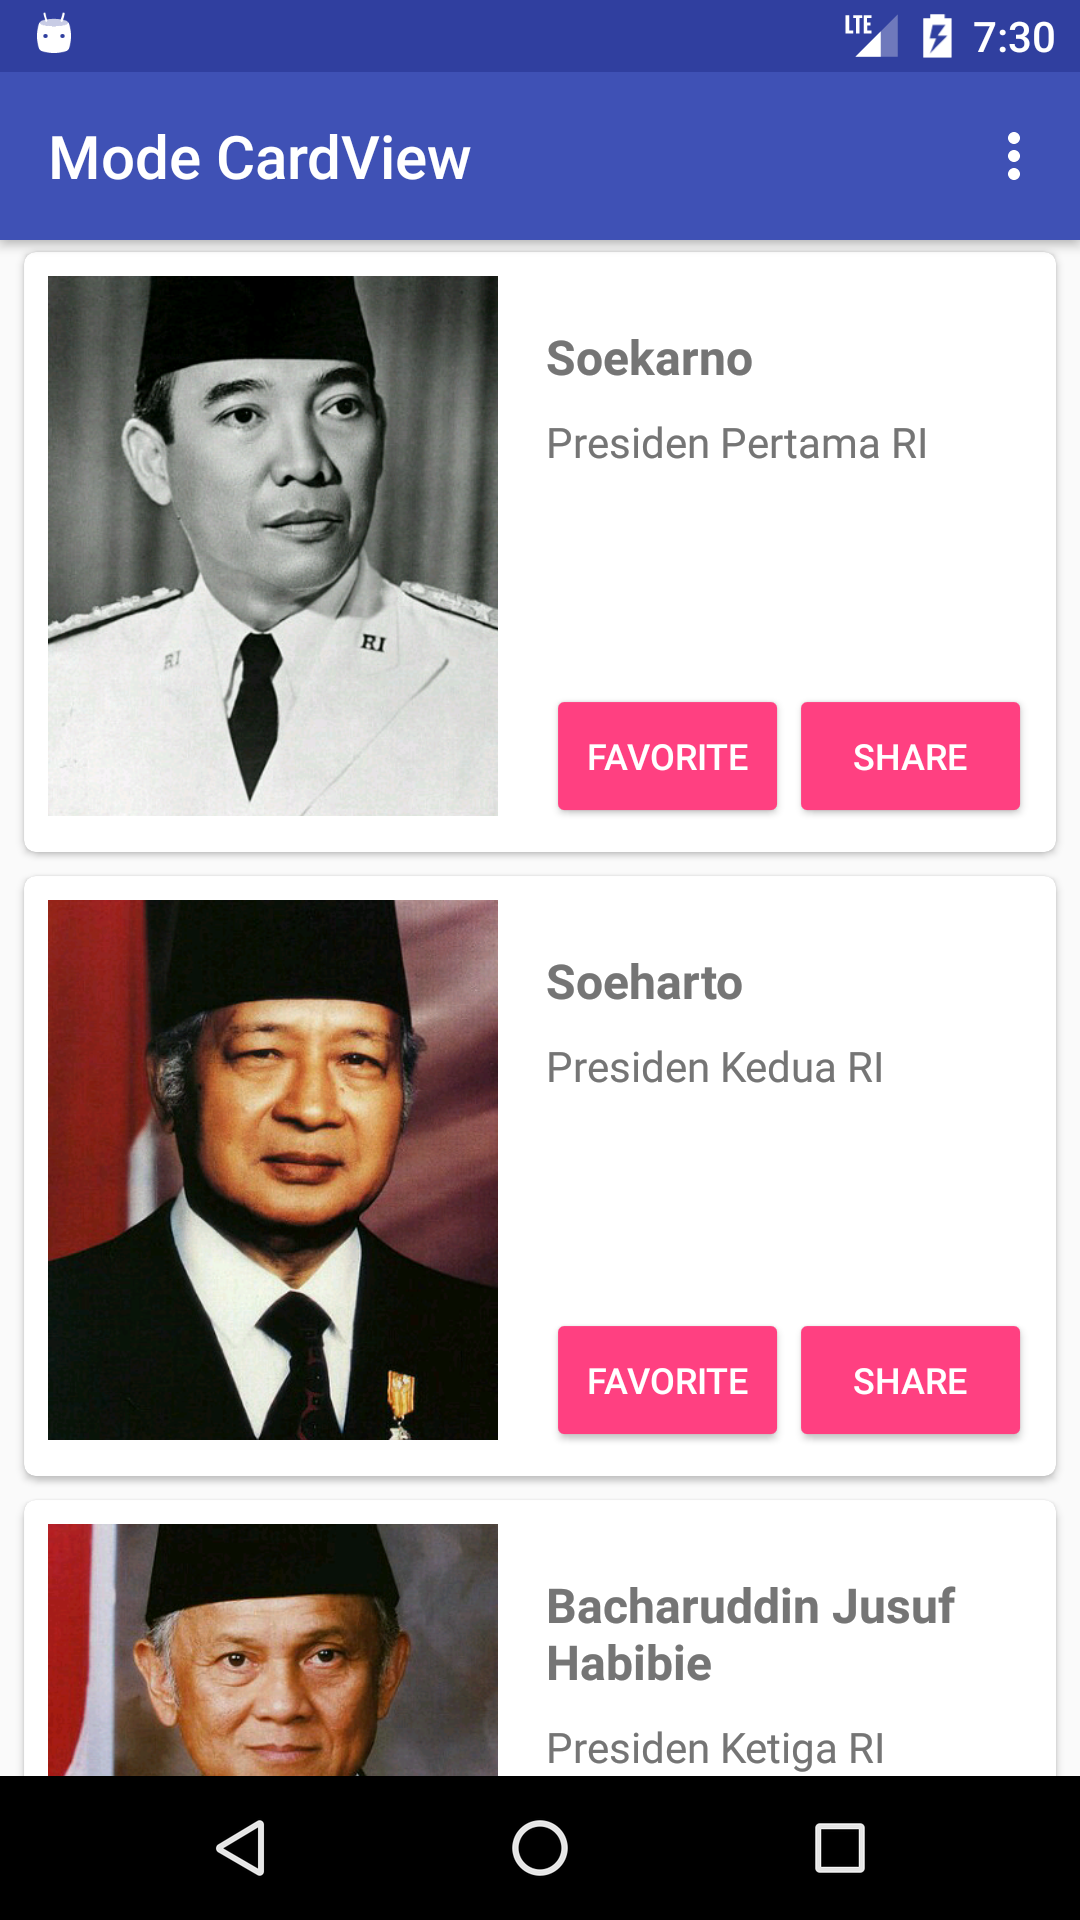 LTE 7:30
Mode CardView
Soekarno
Presiden Pertama RI
RI RI
FAVORITE SHARE
Soeharto
Presiden Kedua RI
FAVORITE SHARE
Bacharuddin Jusuf
Habibie
Presiden Ketiga RI